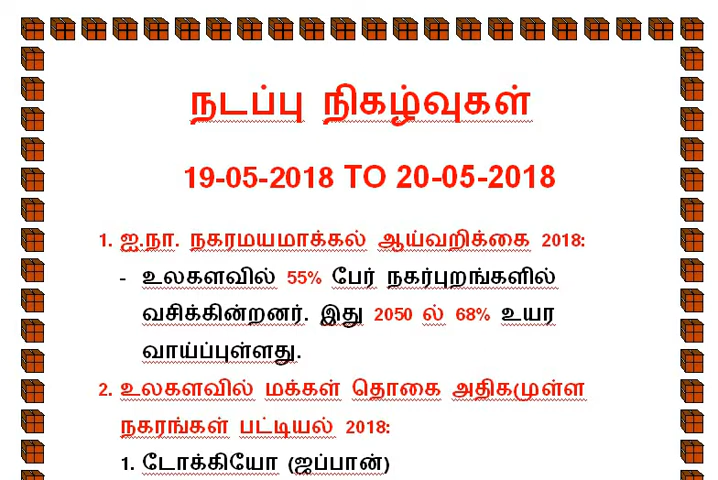 நடப்பு நிகழ்வுகள்
19-05-2018 TO 20-05-2018
1. ஐ.நா. நகரமயமாக்கல் ஆய்வறிக்கை 2018:
- உலகளவில் 55% பேர் நகர்புறங்களில்
வசிக்கின்றனர். இது 2050 ல் 68% உயர
வாய்ப்புள்ளது.
2. உலகளவில் மக்கள் தொகை அதிகமுள்ள
நகரங்கள் பட்டியல் 2018:
1. டோக்கியோ (ஜப்பான்)